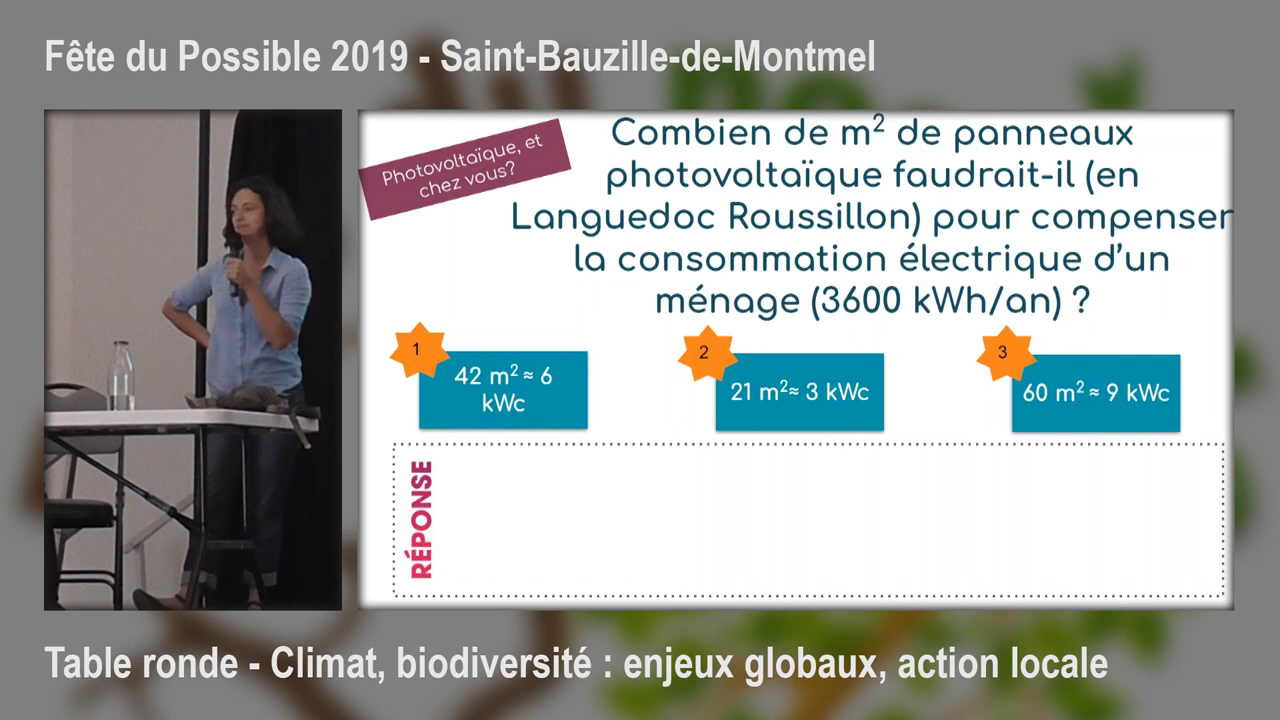 Fête du Possible 2019 - Saint-Bauzille-de-Montmel
Photovoltaïque, et
chez vous?
Combien de m² de panneaux
photovoltaïque faudrait-il (en
Languedoc Roussillon) pour compenser
la consommation électrique d’un
ménage (3600 kWh/an) ?
1
42 m² ≈ 6
kWc
2
21 m²≈ 3 kWc
3
60 m² ≈ 9 kWc
RÉPONSE
Table ronde - Climat, biodiversité : enjeux globaux, action locale